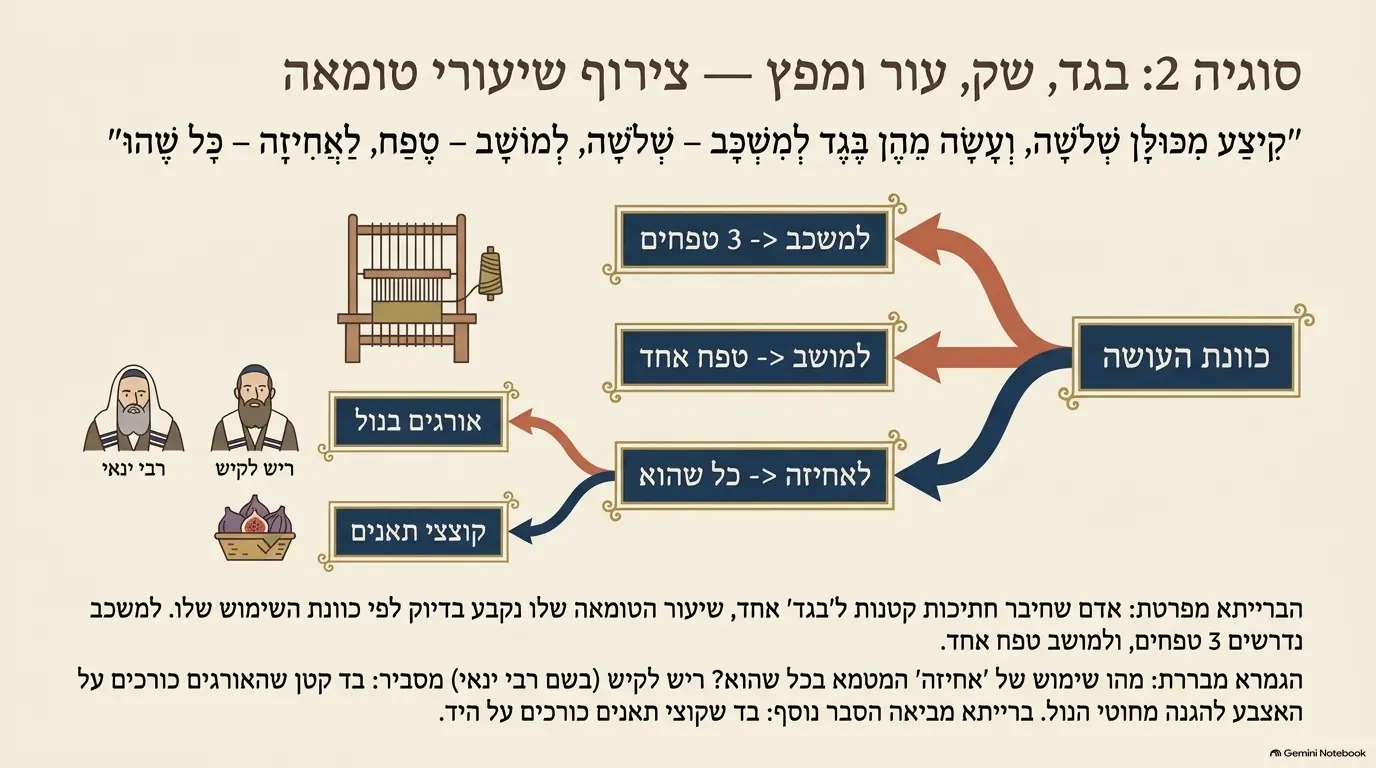 סוגיה 2: בגד, שק, עור ומפץ — צירוף שיעורי טומאה
"קִיצַע מִכּוּלָּן שְׁלֹשָׁה, וְעָשָׂה מֵהֶן בֶּגֶד לְמִשְׁכָּב – שְׁלֹשָׁה, לְמוֹשָׁב – טֶפַח, לַאֲחִיזָה – כָּל שֶׁהוּ"
כוונת העושה
למשכב <- 3 טפחים
למושב <- טפח אחד
לאחיזה <- כל שהוא
אורגים בנול
קוצצי תאנים
ריש לקיש
רבי ינאי
הברייתא מפרטת: אדם שחיבר חתיכות קטנות ל'בגד' אחד, שיעור הטומאה שלו נקבע בדיוק לפי כוונת השימוש שלו. למשכב
נדרשים 3 טפחים, ולמושב טפח אחד.
הגמרא מבררת: מהו שימוש של 'אחיזה' המטמא בכל שהוא? ריש לקיש (בשם רבי ינאי) מסביר: בד קטן שהאורגים כורכים על
האצבע להגנה מחוטי הנול. ברייתא מביאה הסבר נוסף: בד שקוצי תאנים כורכים על היד.
Gemini Notebook